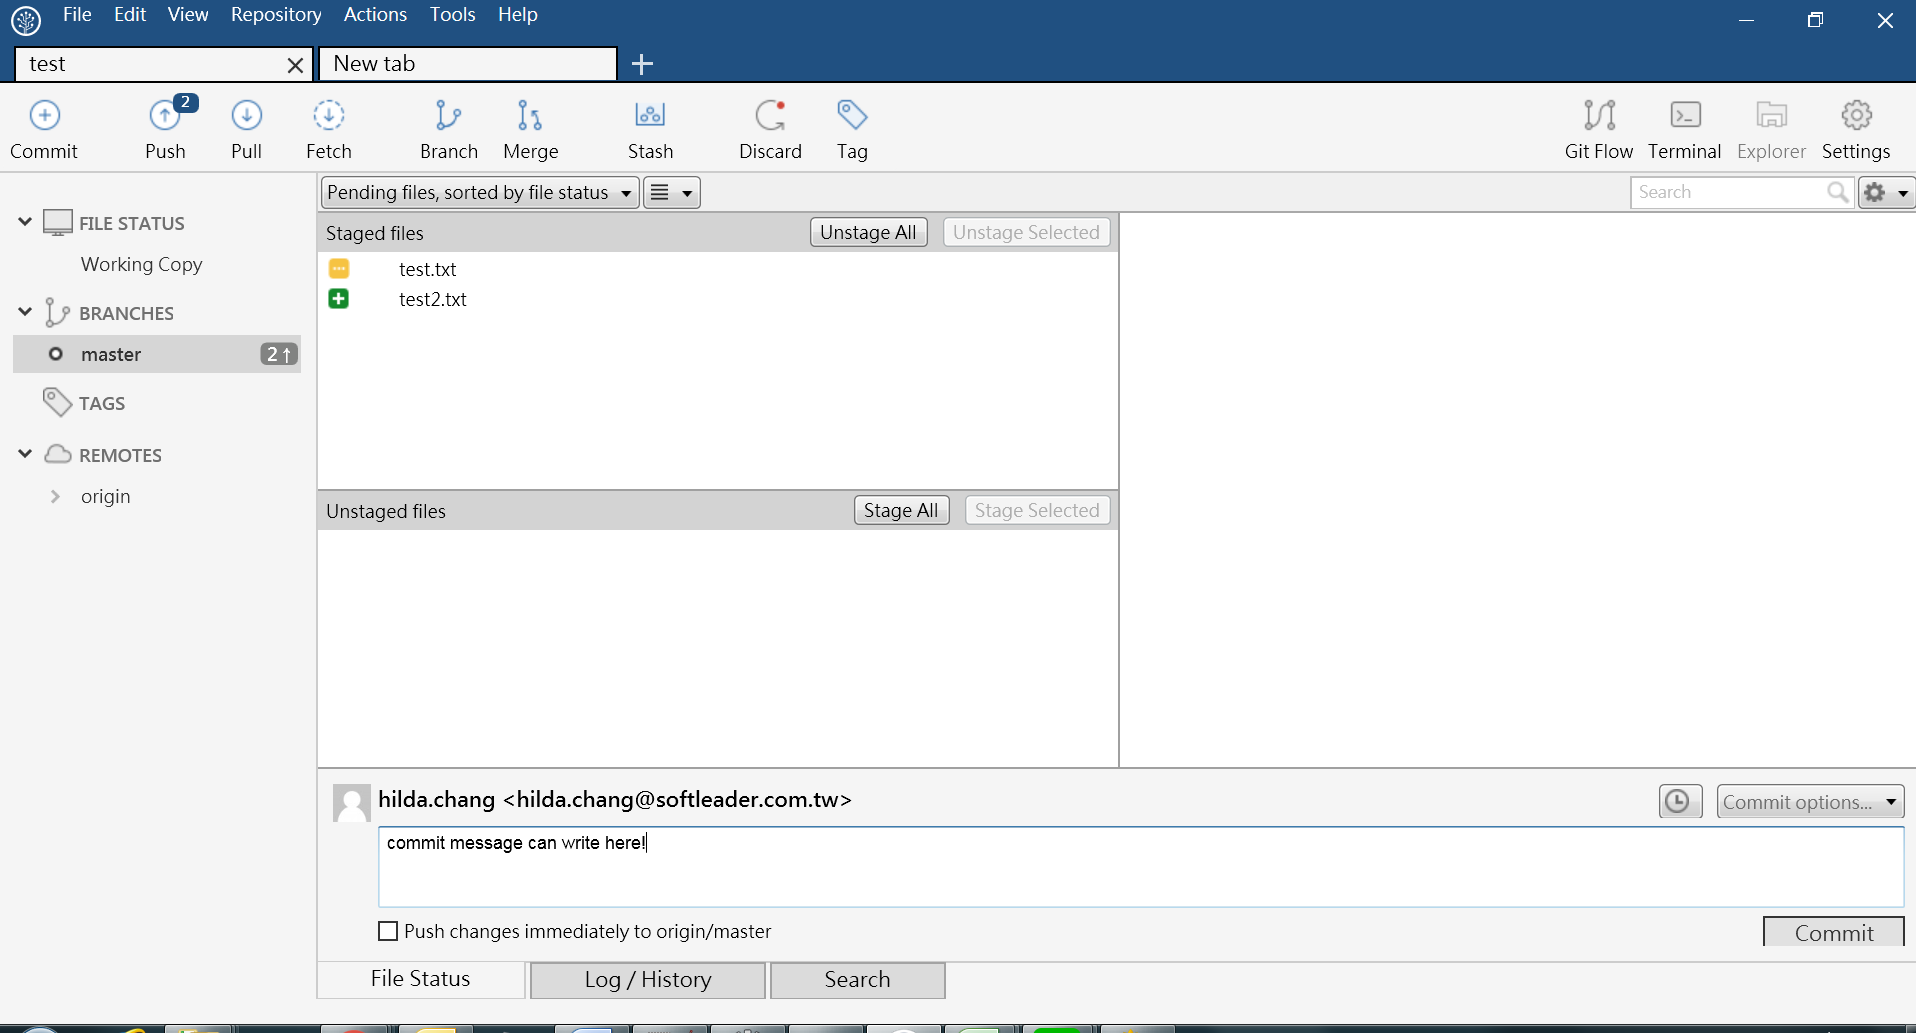 File Edit View Repository Actions Tools Help
test New tab
2
Commit Push Pull Fetch Branch Merge Stash Discard Tag Git Flow Terminal Explorer Settings
Pending files, sorted by file status Search
FILE STATUS
Working Copy
BRANCHES
master 2↑
TAGS
REMOTES
origin
Staged files Unstage All Unstage Selected
test.txt
test2.txt
Unstaged files Stage All Stage Selected
hilda.chang <hilda.chang@softleader.com.tw> Commit options...
commit message can write here!
Push changes immediately to origin/master Commit
File Status Log / History Search